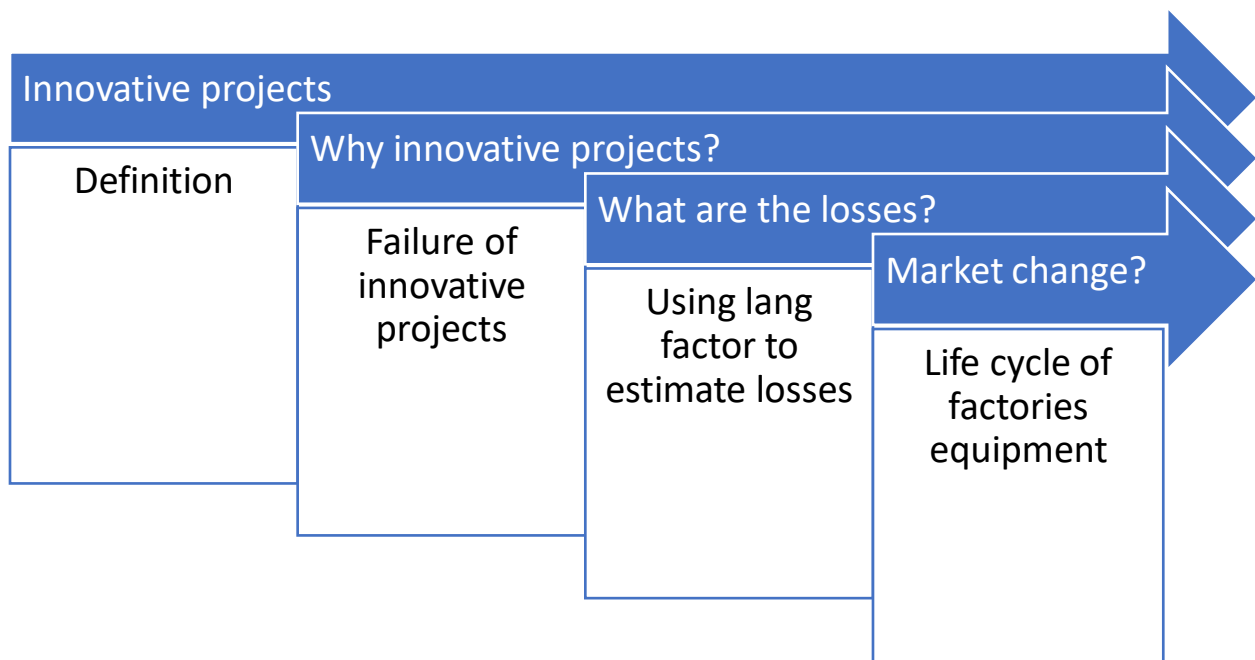 Innovative projects
Definition
Why innovative projects?
Failure of
innovative
projects
What are the losses?
Using lang
factor to
estimate losses
Market change?
Life cycle of
factories
equipment